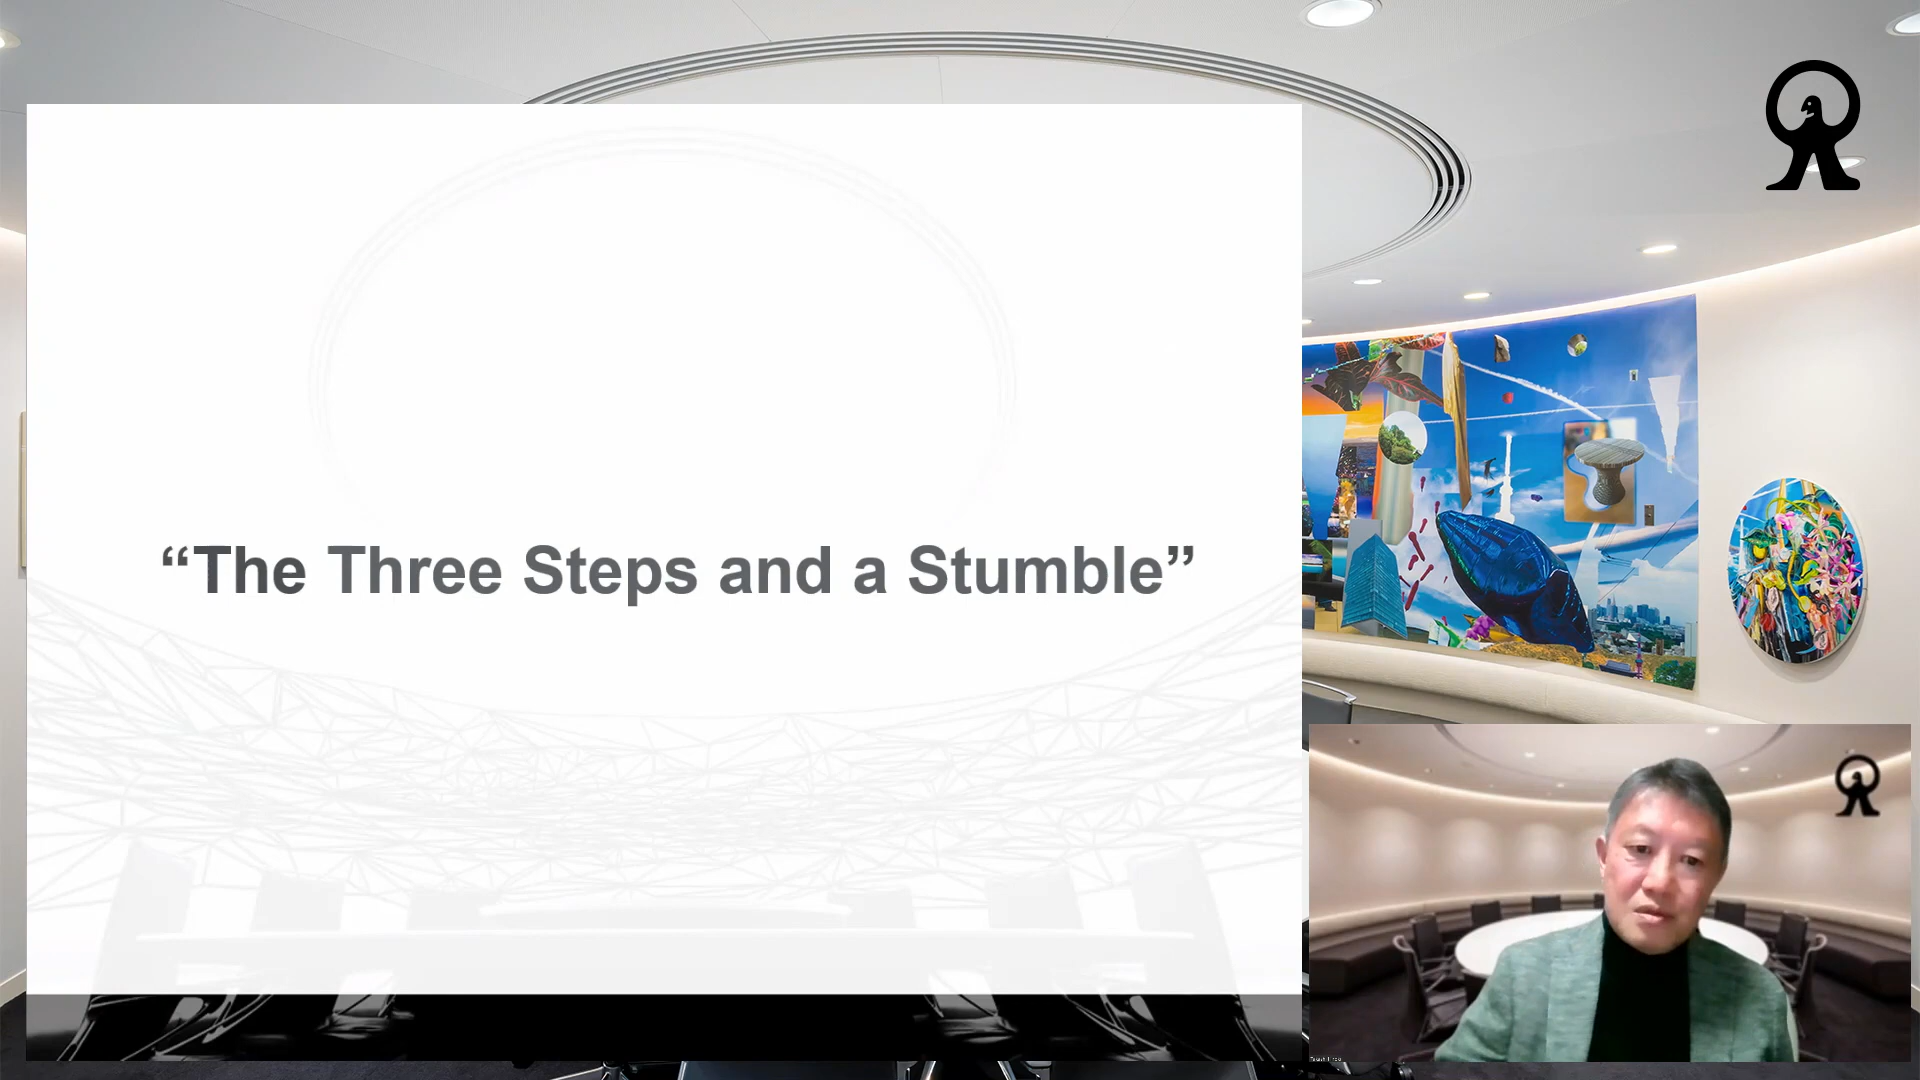 “The Three Steps and a Stumble”